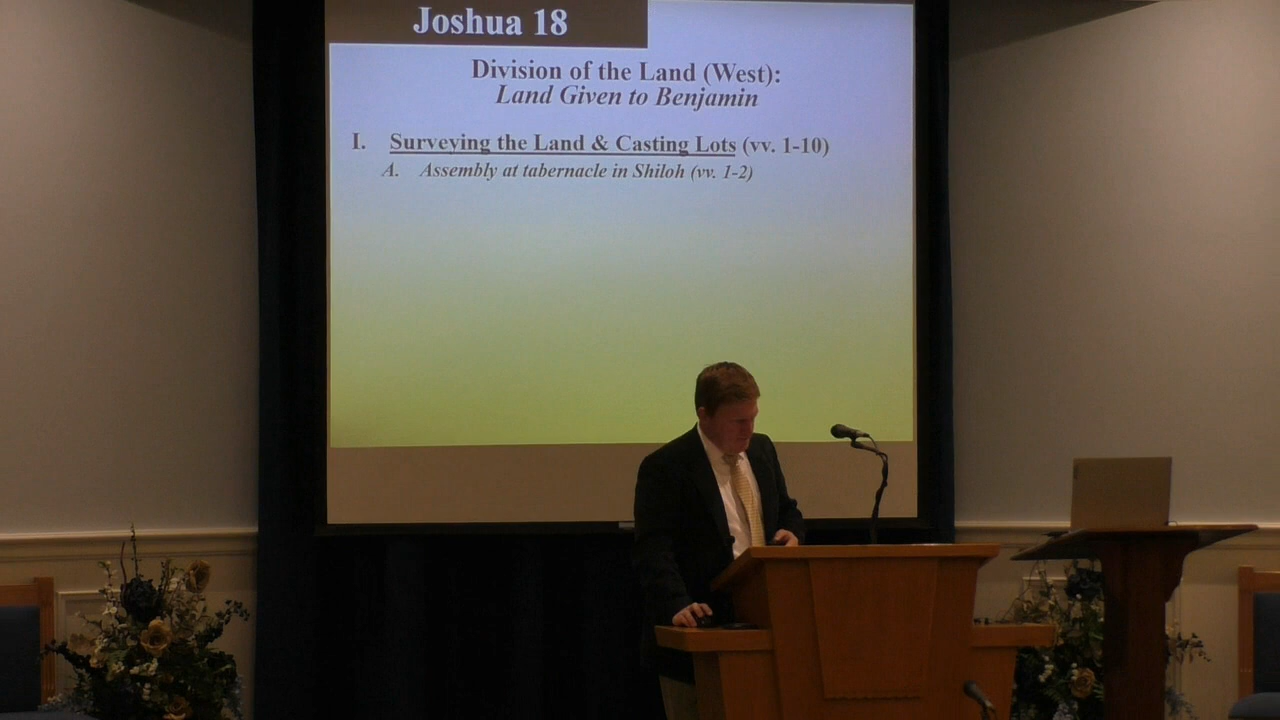 Joshua 18
Division of the Land (West):
Land Given to Benjamin
I. Surveying the Land & Casting Lots (vv. 1-10)
A. Assembly at tabernacle in Shiloh (vv. 1-2)